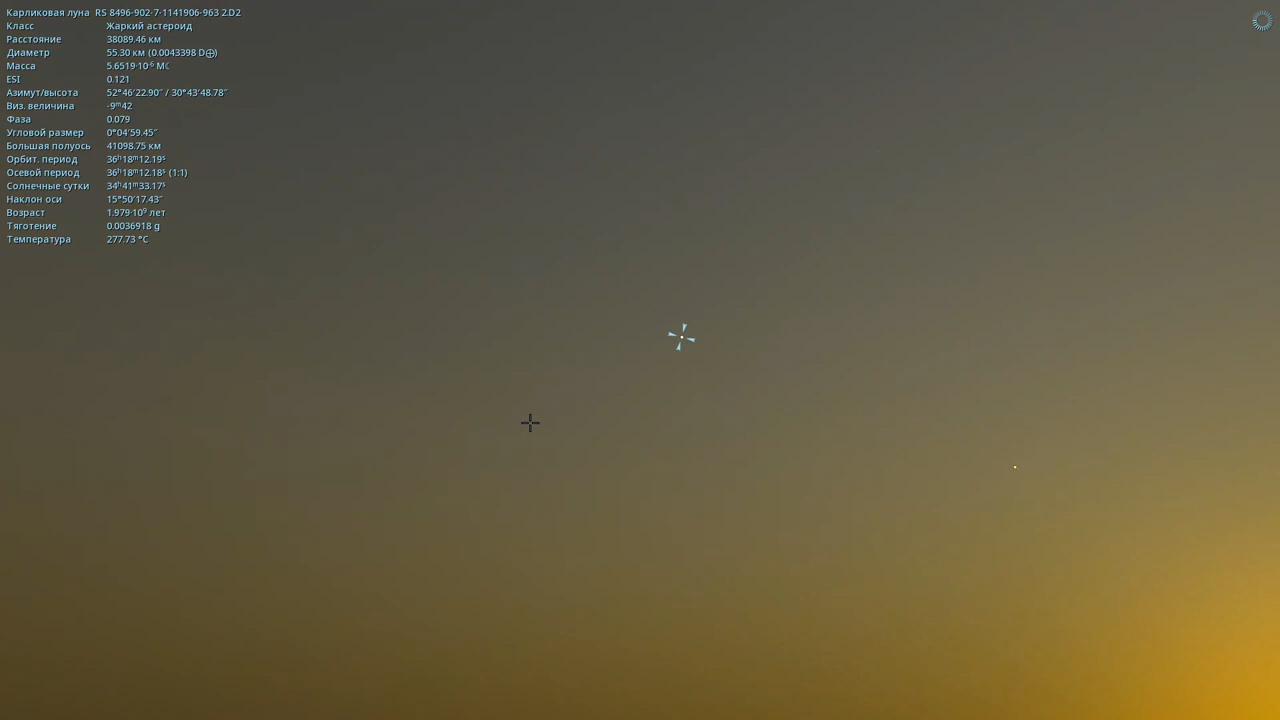 Карликовая луна RS 8496-902-7-1141906-963 2.D2
Класс Жаркий астероид
Расстояние 38089.46 км
Диаметр 55.30 км (0.0043398 D⊕)
Масса 5.6519·10⁻⁶ M☾
ESI 0.121
Азимут/высота 52°46′22.90″ / 30°43′48.78″
Виз. величина -9ᵐ42
Фаза 0.079
Угловой размер 0°04′59.45″
Большая полуось 41098.75 км
Орбит. период 36ʰ18ᵐ12.19ˢ
Осевой период 36ʰ18ᵐ12.18ˢ (1:1)
Солнечные сутки 34ʰ41ᵐ33.17ˢ
Наклон оси 15°50′17.43″
Возраст 1.979·10⁹ лет
Тяготение 0.0036918 g
Температура 277.73 °C